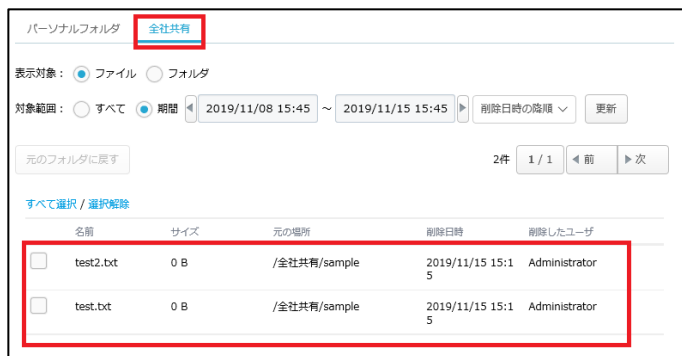 パーソナルフォルダ 全社共有
表示対象： ファイル フォルダ
対象範囲： すべて 期間 2019/11/08 15:45 ～ 2019/11/15 15:45 削除日時の降順 更新
元のフォルダに戻す 2件 1 / 1 前 次
すべて選択 / 選択解除
名前 サイズ 元の場所 削除日時 削除したユーザ
test2.txt 0 B /全社共有/sample 2019/11/15 15:1 Administrator
5
test.txt 0 B /全社共有/sample 2019/11/15 15:1 Administrator
5